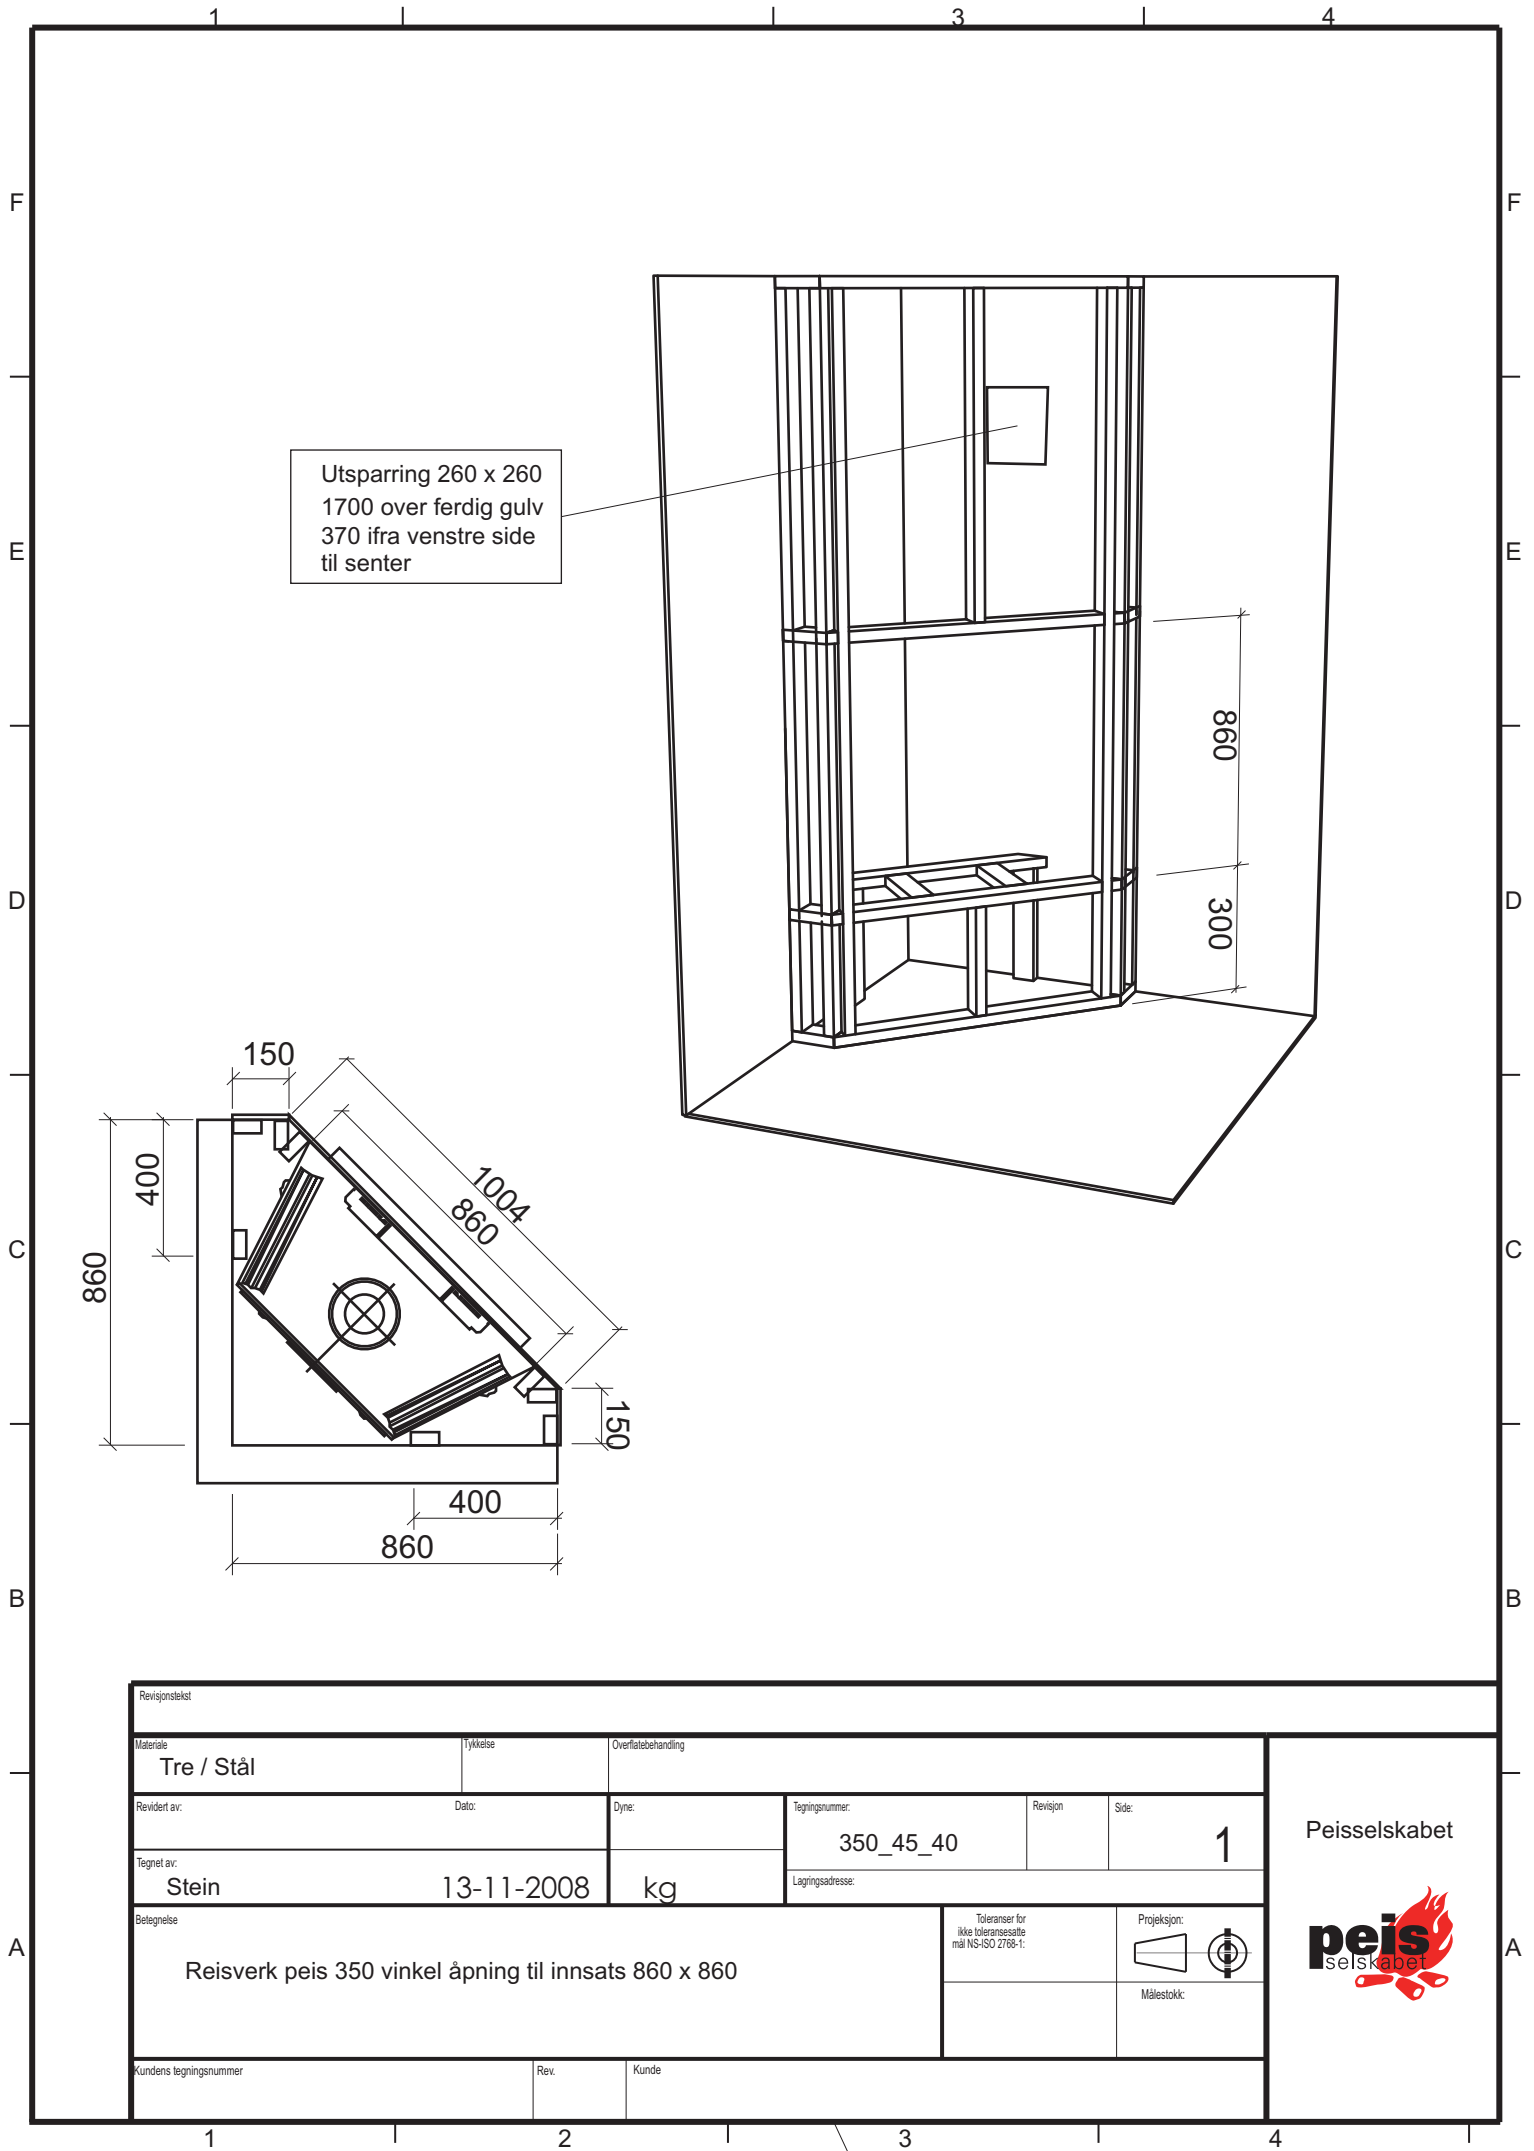 1
3
4
F
F
Utsparring 260 x 260
1700 over ferdig gulv
370 ifra venstre side
til senter
E
E
860
D
300
D
150
1004
400
860
C
860
C
150
400
860
B
B
Revisjonstekst
Materiale
Tykkelse
Overflatebehandling
Tre / Stål
Revidert av:
Dato:
Dyne:
Tegningsnummer:
Revisjon
Side:
350_45_40
1
Peisselskabet
Tegnet av:
Stein
13-11-2008
kg
Lagringsadresse:
Betegnelse
Toleranser for
ikke toleransesatte
mål NS-ISO 2768-1:
Projeksjon:
A
Reisverk peis 350 vinkel åpning til innsats 860 x 860
peis
selskabet
A
Målestokk:
Kundens tegningsnummer
Rev.
Kunde
1
2
3
4